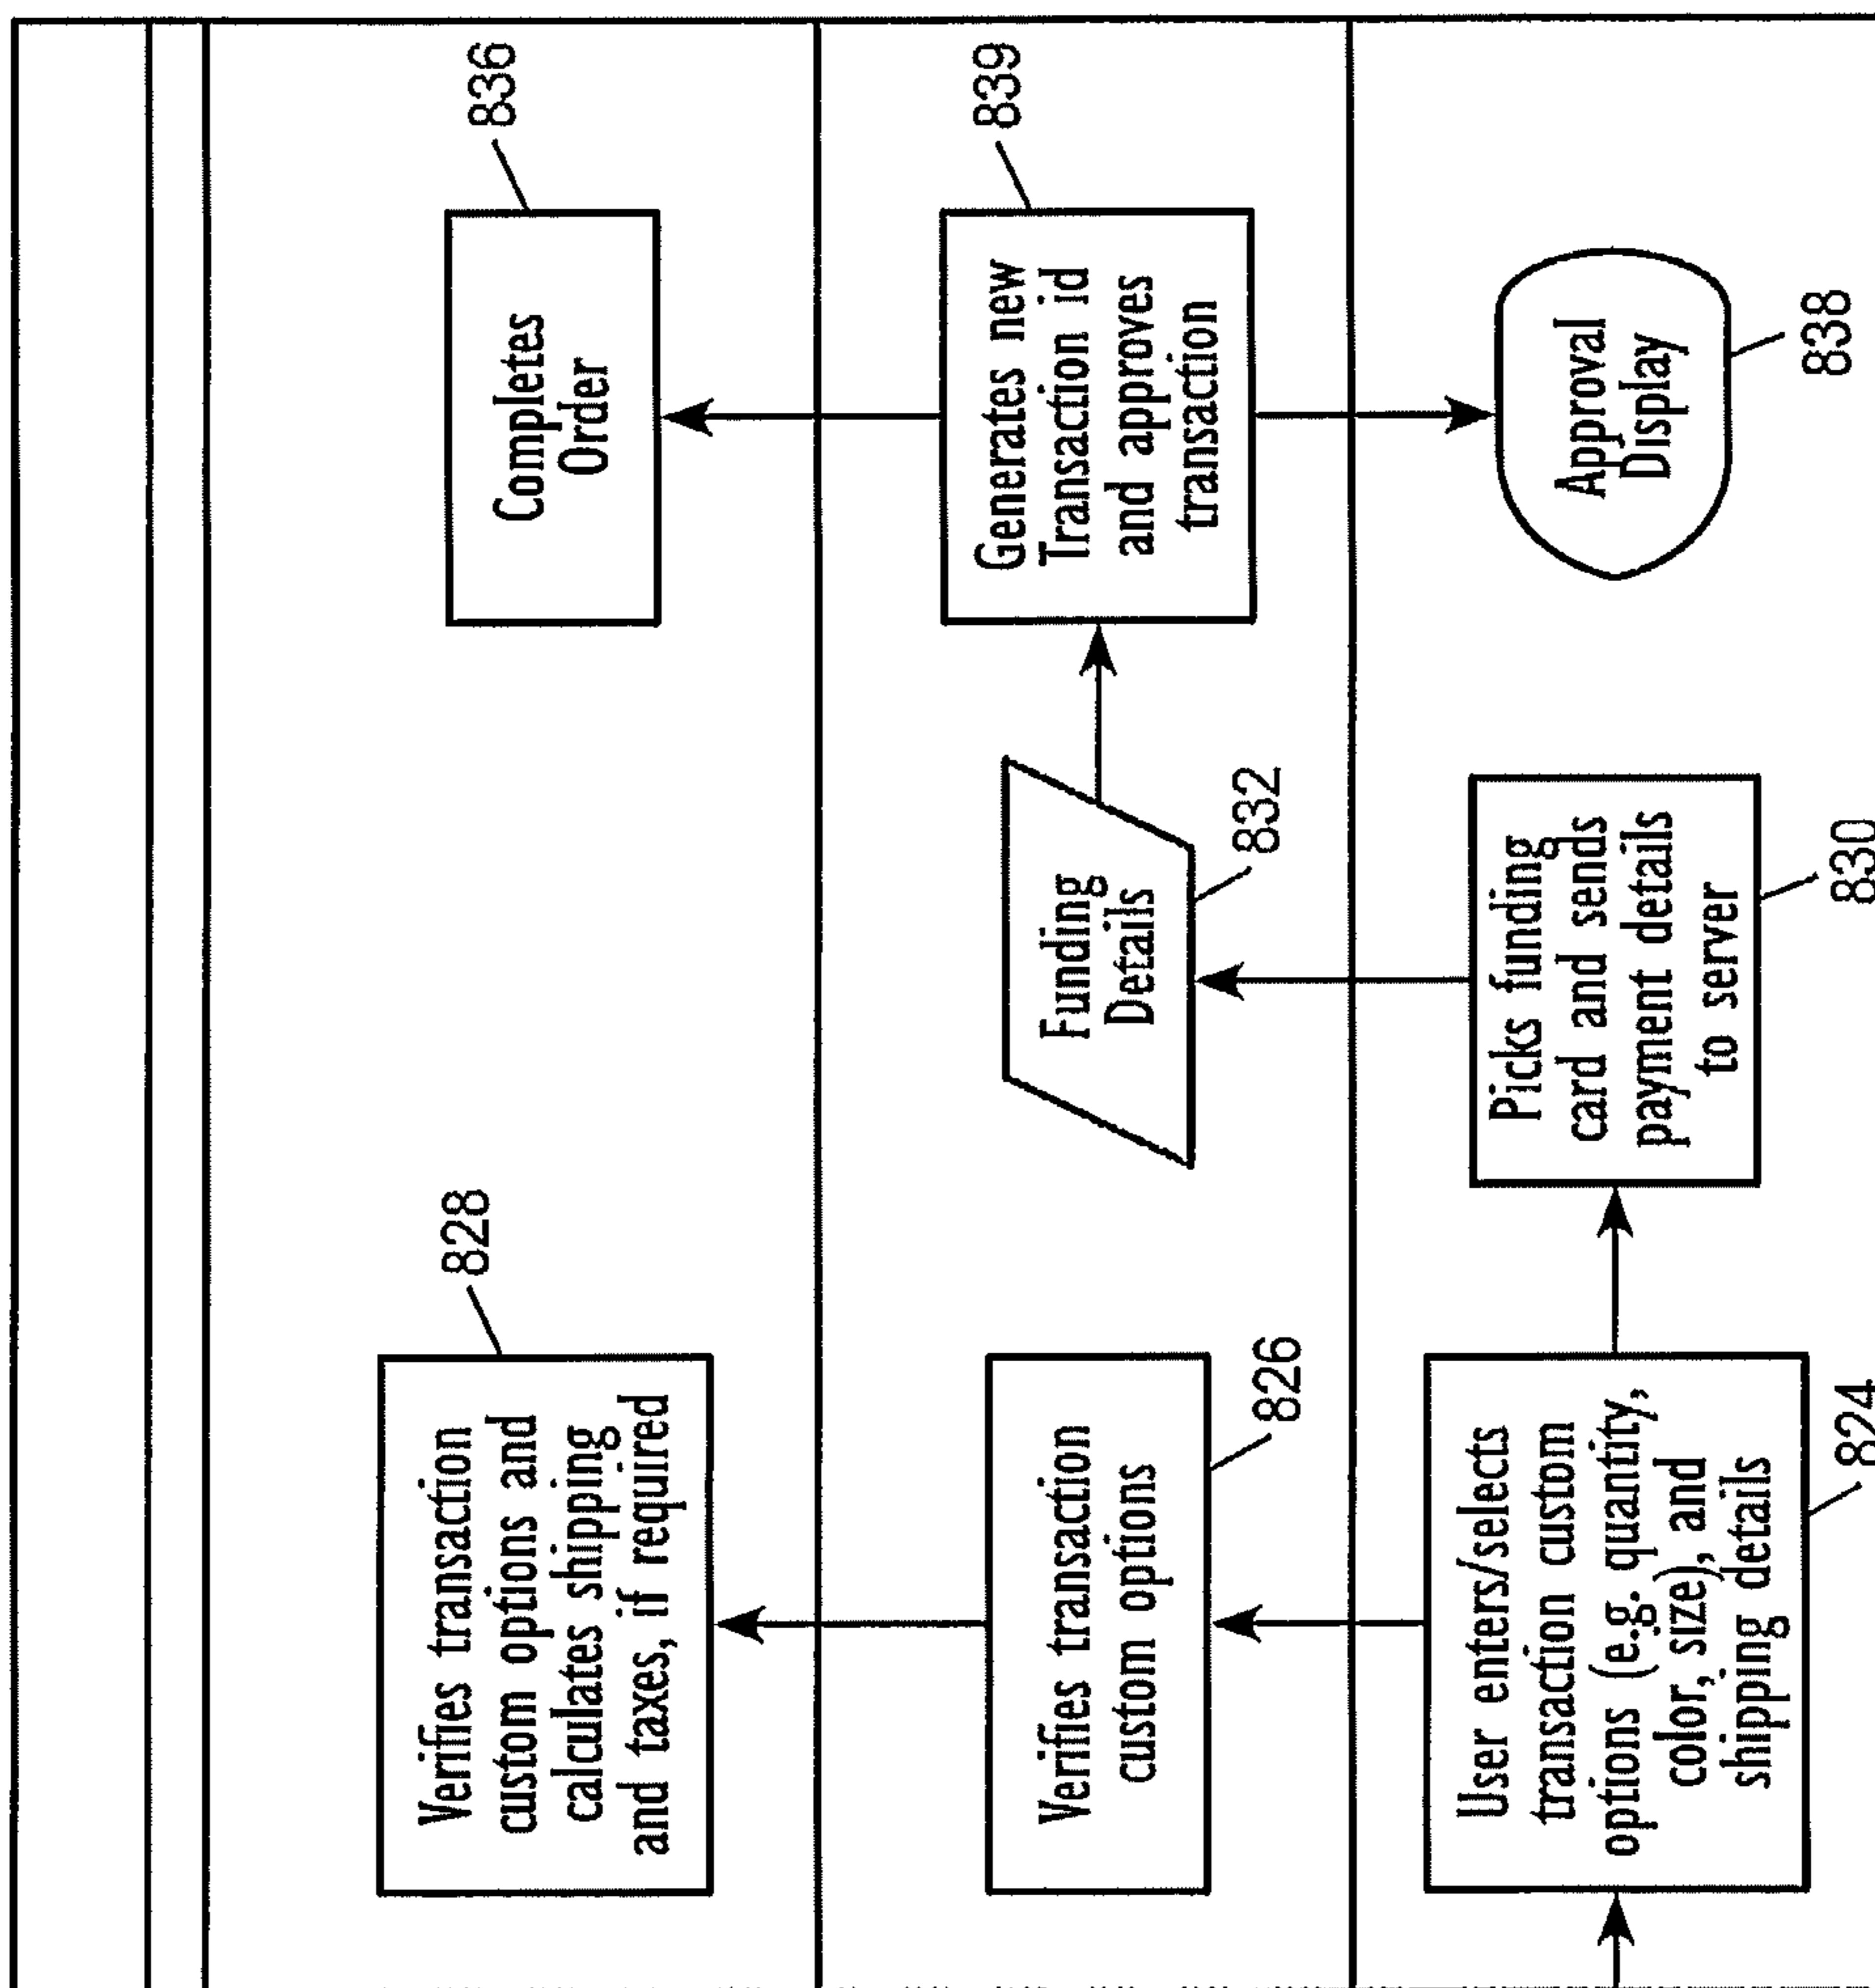 Verifies transaction
custom options and
calculates shipping
and taxes, if required
828
Completes
Order
836
Verifies transaction
custom options
826
Funding
Details
832
Generates new
Transaction id
and approves
transaction
839
User enters/selects
transaction custom
options (e.g. quantity,
color, size), and
shipping details
824
Picks funding
card and sends
payment details
to server
830
Approval
Display
838